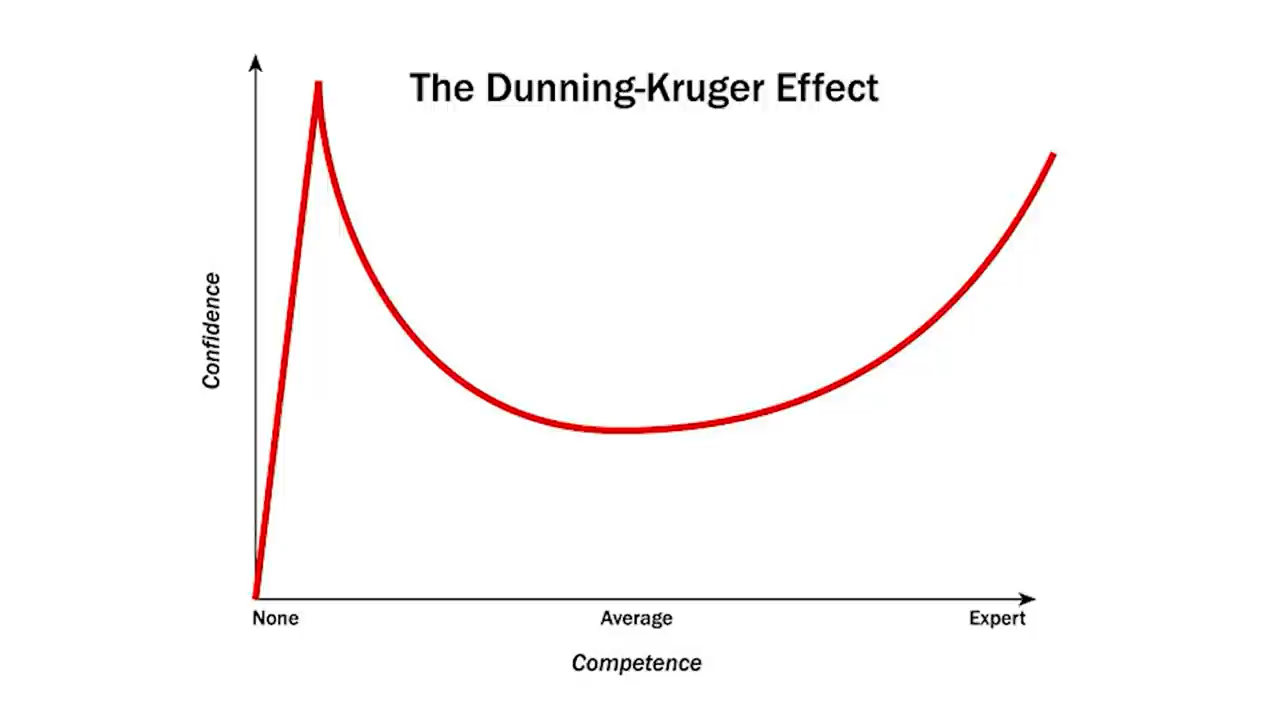 The Dunning-Kruger Effect
Confidence
None
Average
Expert
Competence